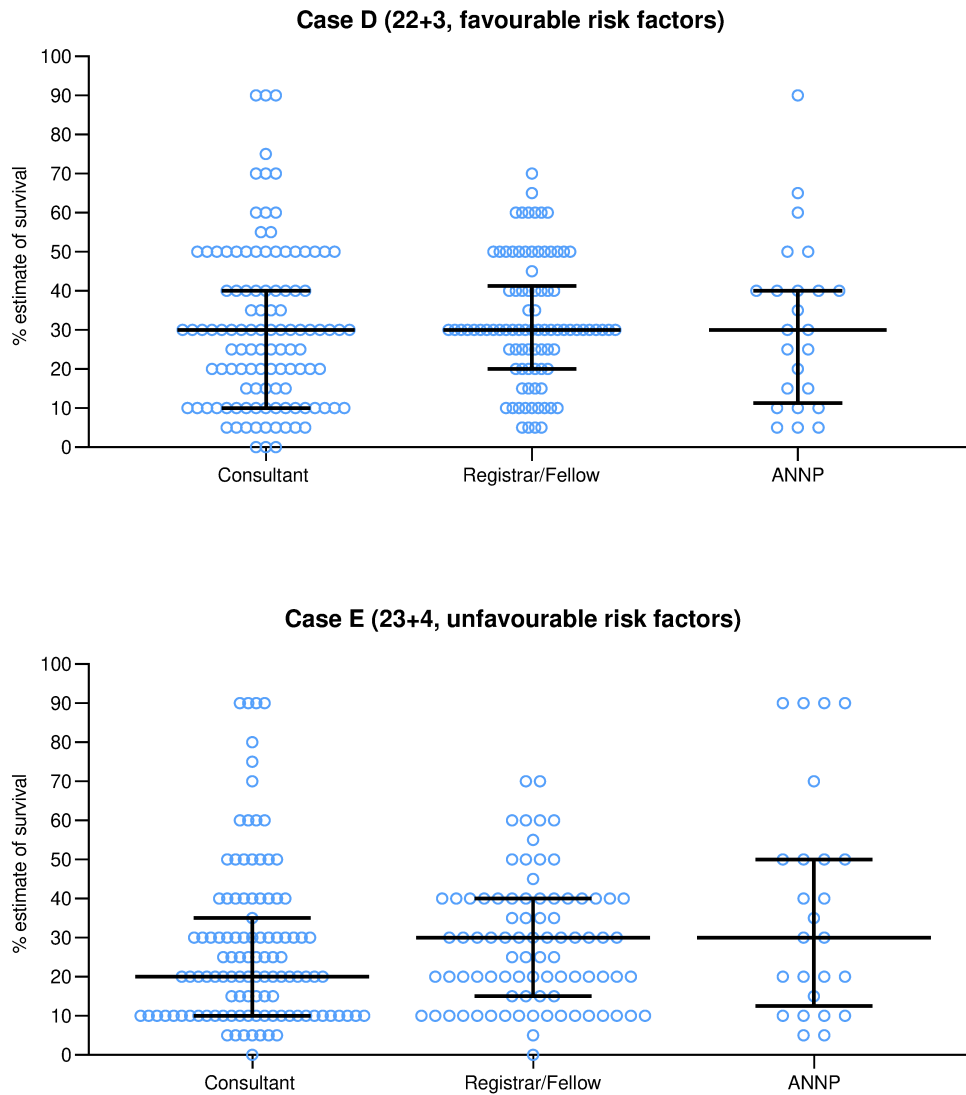 Case D (22+3, favourable risk factors)
100
90
80
70
60
50
40
30
20
10
0
% estimate of survival
Consultant
Registrar/Fellow
ANNP
Case E (23+4, unfavourable risk factors)
100
90
80
70
60
50
40
30
20
10
0
% estimate of survival
Consultant
Registrar/Fellow
ANNP